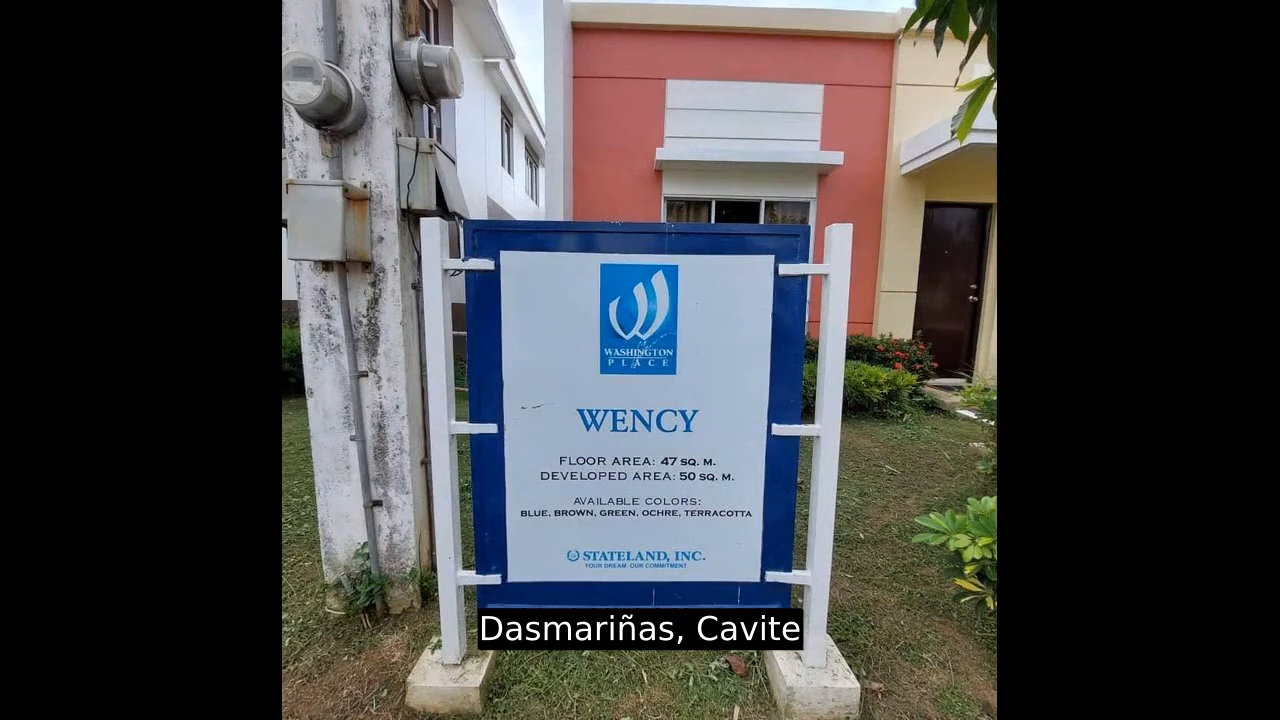 WASHINGTON
PLACE
WENCY
FLOOR AREA: 47 SQ. M.
DEVELOPED AREA: 50 SQ. M.
AVAILABLE COLORS:
BLUE, BROWN, GREEN, OCHRE, TERRACOTTA
STATELAND, INC.
YOUR DREAM. OUR COMMITMENT.
Dasmariñas, Cavite